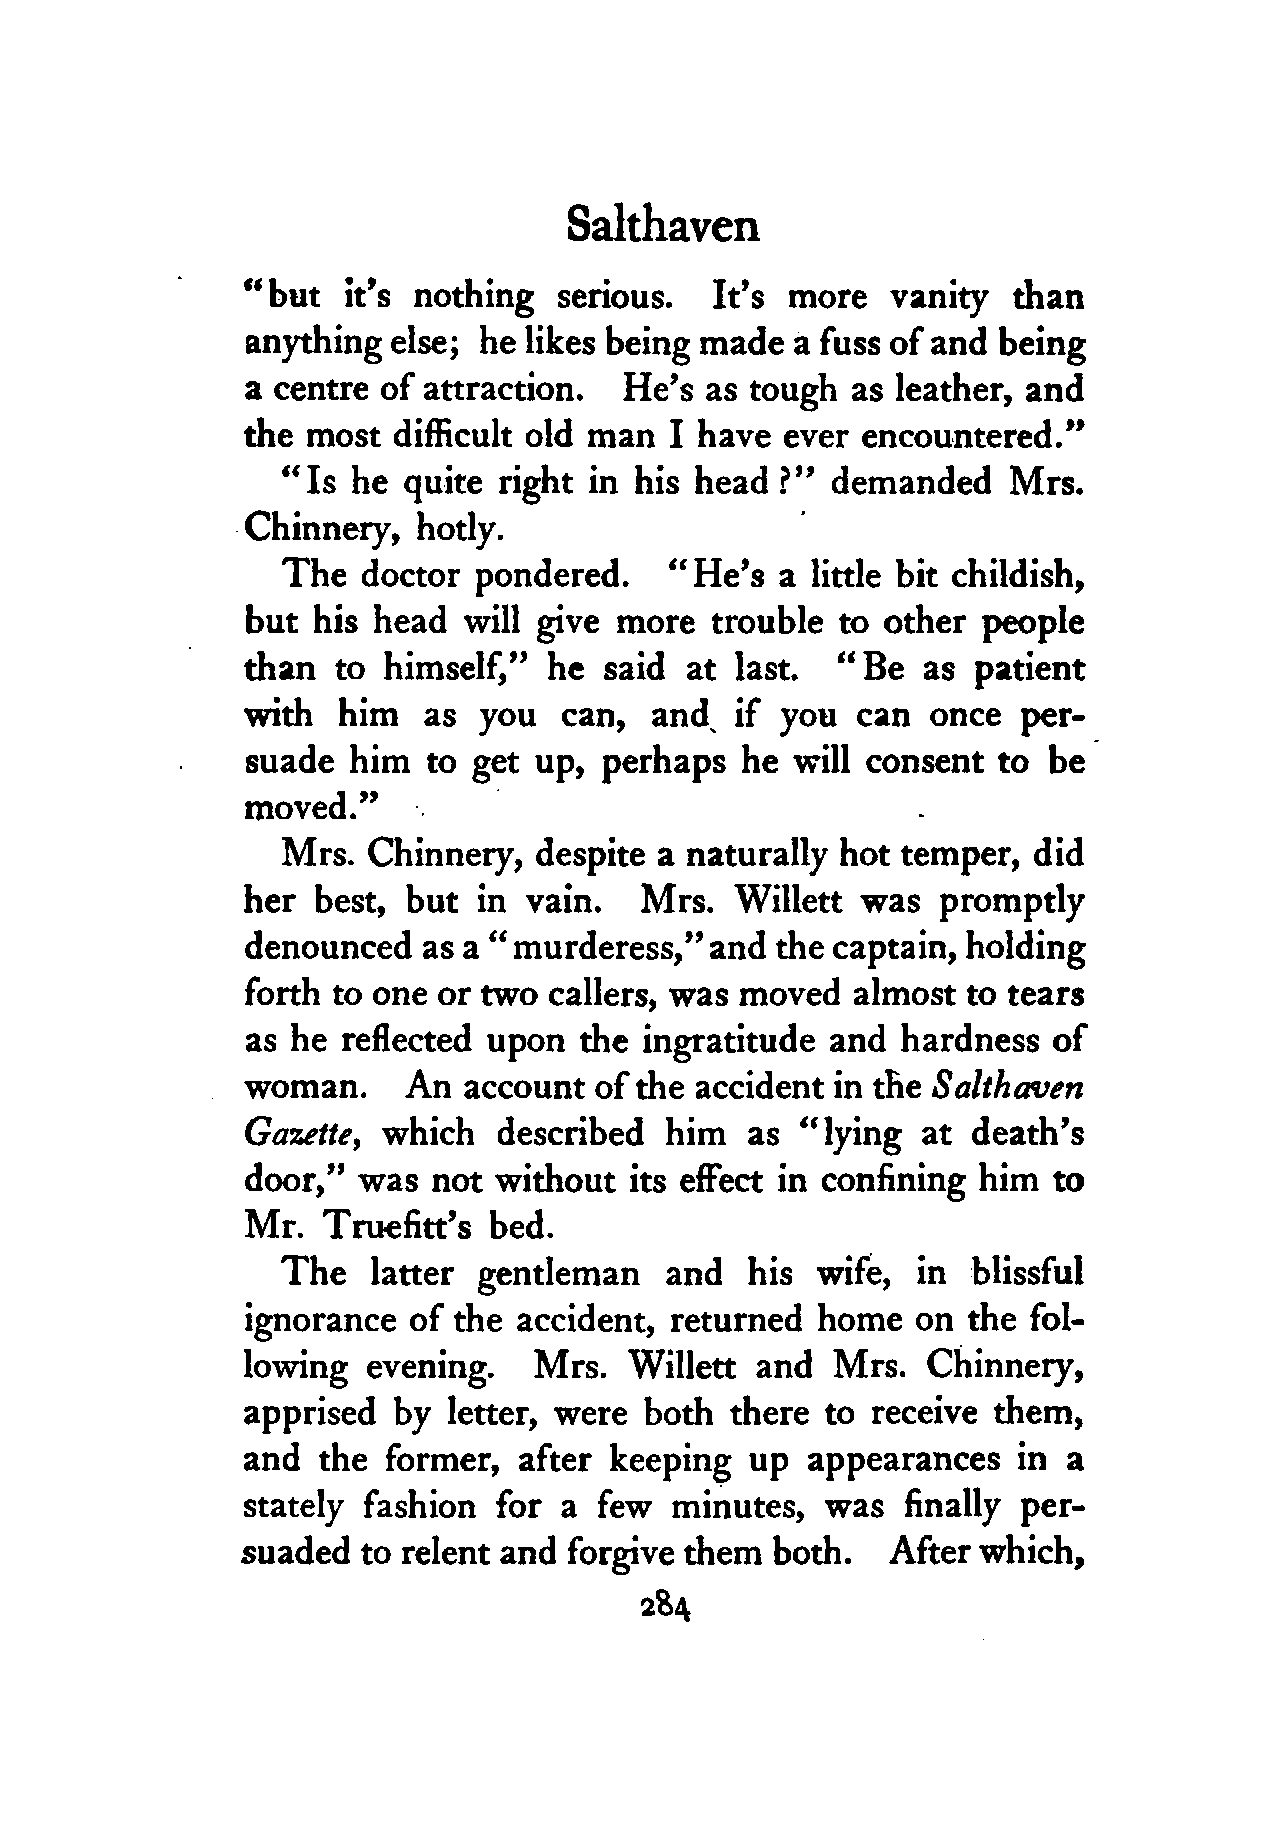 Salthaven
“but it's nothing serious. It's more vanity than
anything else; he likes being made a fuss of and being
a centre of attraction. He's as tough as leather, and
the most difficult old man I have ever encountered.”
“Is he quite right in his head?” demanded Mrs.
Chinnery, hotly.
The doctor pondered. “He's a little bit childish,
but his head will give more trouble to other people
than to himself,” he said at last. “Be as patient
with him as you can, and if you can once per-
suade him to get up, perhaps he will consent to be
moved.”
Mrs. Chinnery, despite a naturally hot temper, did
her best, but in vain. Mrs. Willett was promptly
denounced as a “murderess,” and the captain, holding
forth to one or two callers, was moved almost to tears
as he reflected upon the ingratitude and hardness of
woman. An account of the accident in the Salthaven
Gazette, which described him as “lying at death's
door,” was not without its effect in confining him to
Mr. Truefitt's bed.
The latter gentleman and his wife, in blissful
ignorance of the accident, returned home on the fol-
lowing evening. Mrs. Willett and Mrs. Chinnery,
apprised by letter, were both there to receive them,
and the former, after keeping up appearances in a
stately fashion for a few minutes, was finally per-
suaded to relent and forgive them both. After which,
284